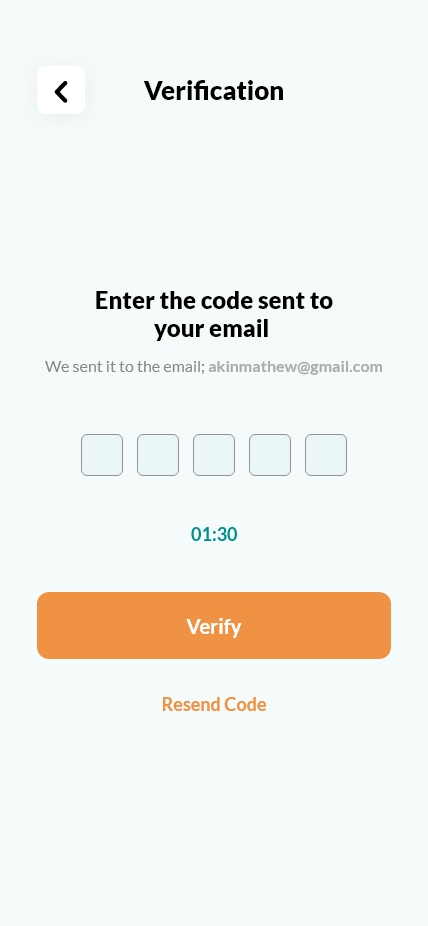 Verification
Enter the code sent to
your email
We sent it to the email; akinmathew@gmail.com
01:30
Verify
Resend Code